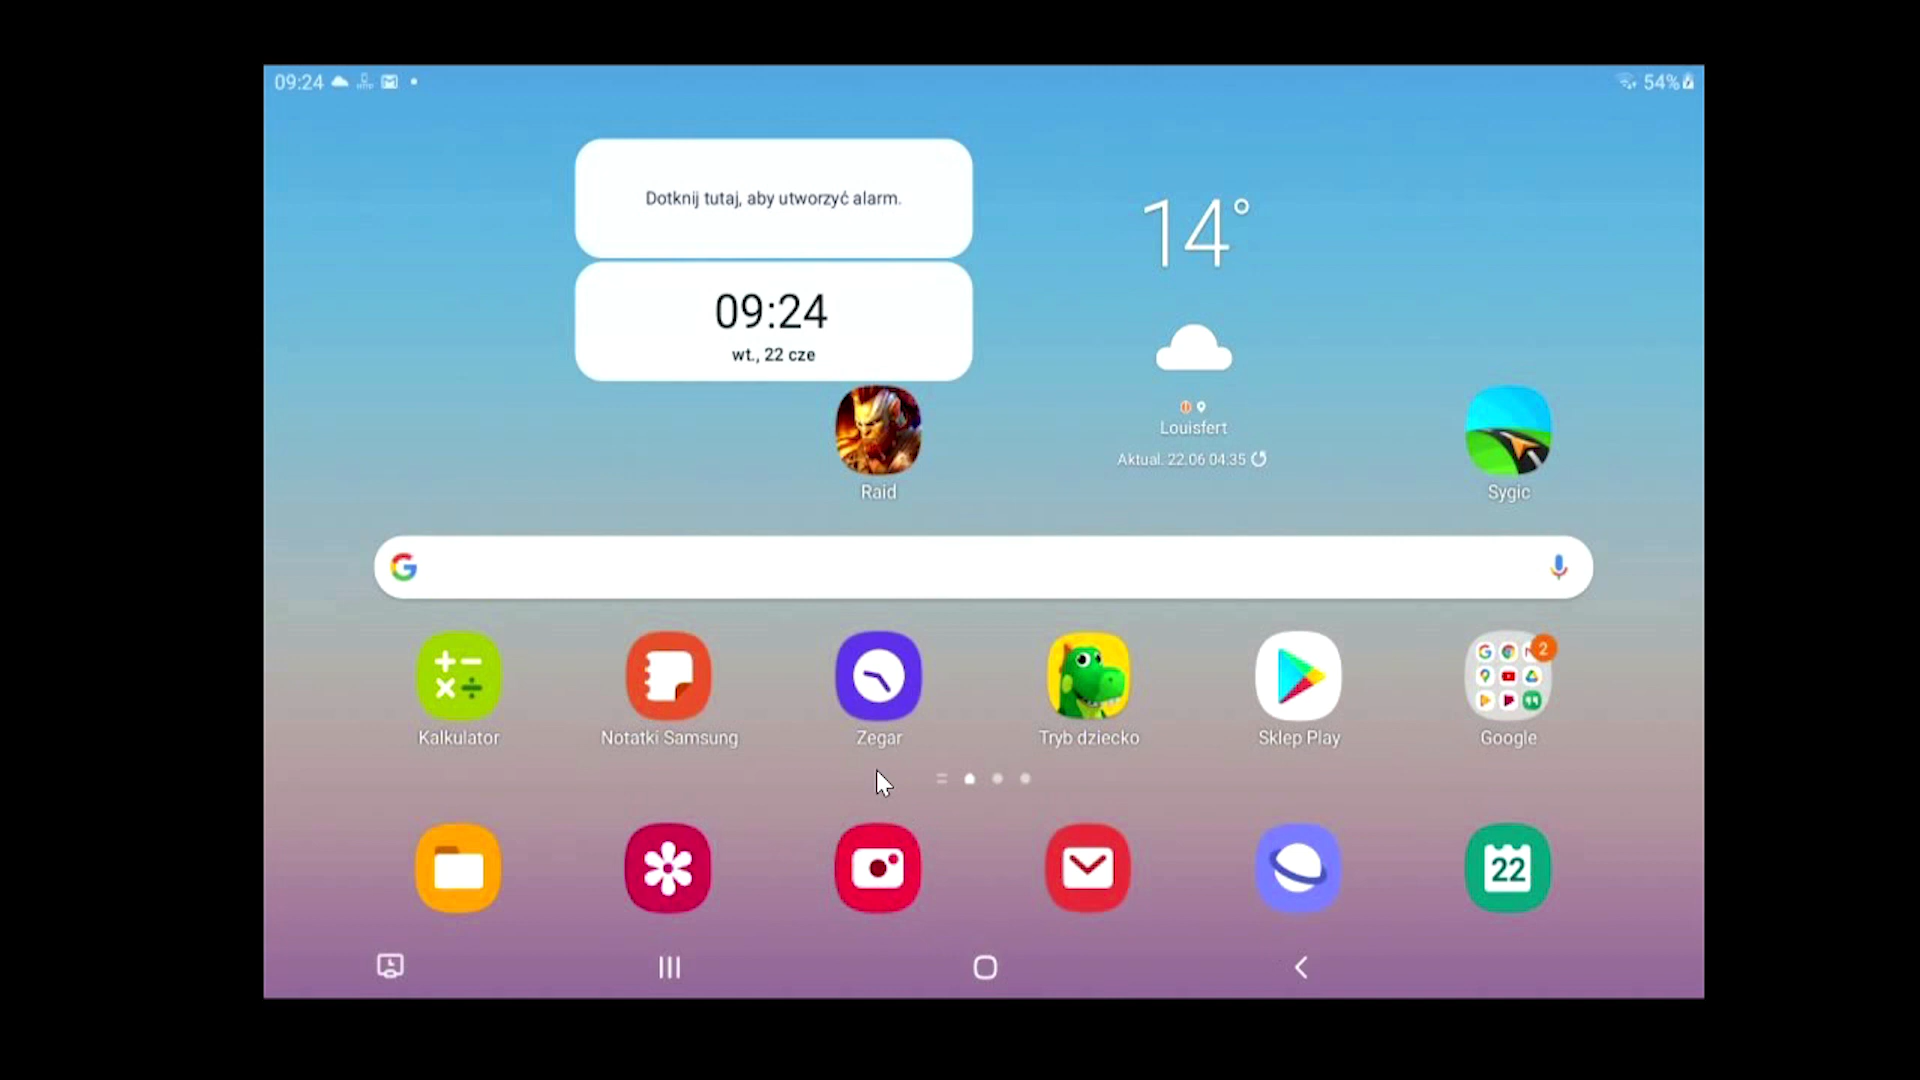 09:24
54%
Dotknij tutaj, aby utworzyć alarm.
09:24
wt., 22 cze
14°
Louisfert
Aktual. 22.06 04:35
Raid
Sygic
Kalkulator
Notatki Samsung
Zegar
Tryb dziecko
Sklep Play
2
Google
22